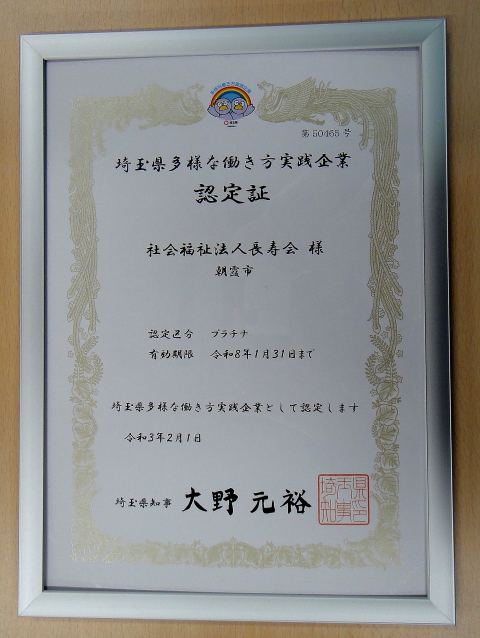 第50465号
埼玉県多様な働き方実践企業
認定証
社会福祉法人長寿会 様
朝霞市
認定区分 プラチナ
有効期限 令和8年1月31日まで
埼玉県多様な働き方実践企業として認定します
令和3年2月1日
埼玉県知事 大野元裕